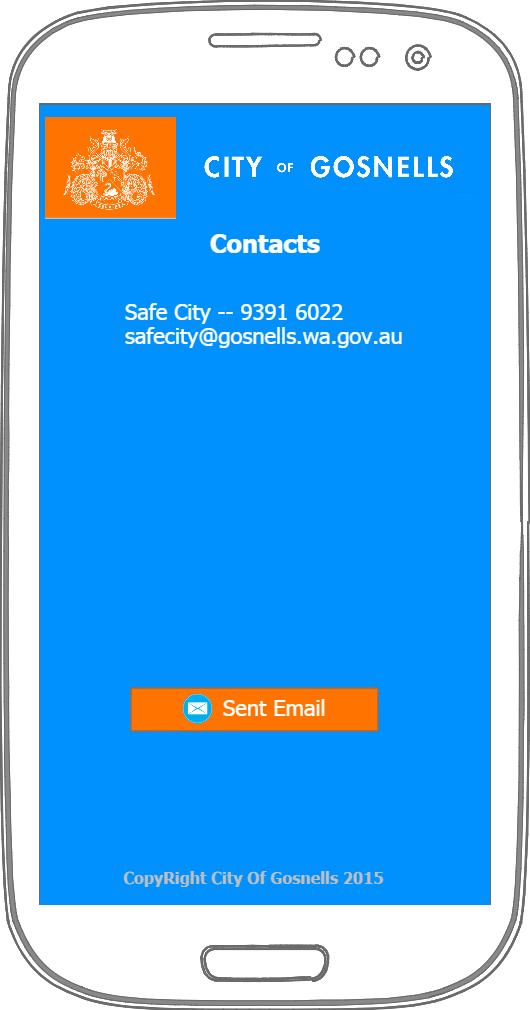 CITY OF GOSNELLS
Contacts
Safe City -- 9391 6022
safecity@gosnells.wa.gov.au
Sent Email
CopyRight City Of Gosnells 2015